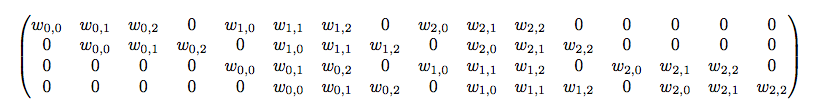 w0,0 w0,1 w0,2 0 w1,0 w1,1 w1,2 0 w2,0 w2,1 w2,2 0 0 0 0 0
0 w0,0 w0,1 w0,2 0 w1,0 w1,1 w1,2 0 w2,0 w2,1 w2,2 0 0 0 0
0 0 0 0 w0,0 w0,1 w0,2 0 w1,0 w1,1 w1,2 0 w2,0 w2,1 w2,2 0
0 0 0 0 0 w0,0 w0,1 w0,2 0 w1,0 w1,1 w1,2 0 w2,0 w2,1 w2,2